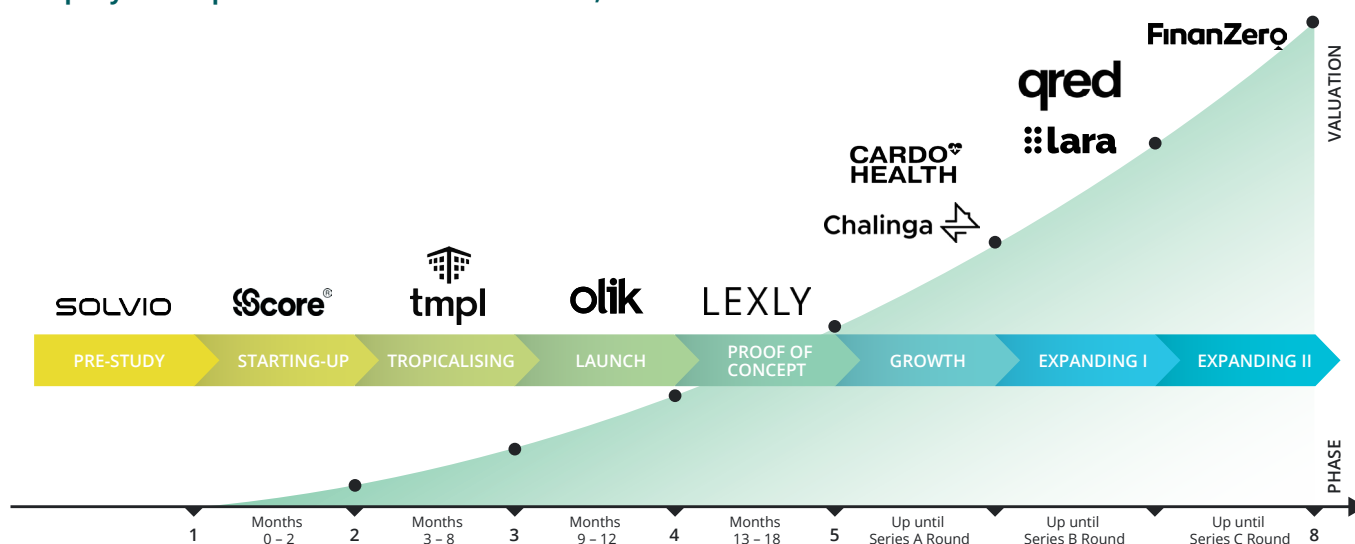 FinanZero
VALUATION
qred
lara
CARDO
HEALTH
Chalinga
SOLVIO
Score®
tmpl
olik
LEXLY
PRE-STUDY
STARTING-UP
TROPICALISING
LAUNCH
PROOF OF
CONCEPT
GROWTH
EXPANDING I
EXPANDING II
PHASE
1
Months
0 – 2
2
Months
3 – 8
3
Months
9 – 12
4
Months
13 – 18
5
Up until
Series A Round
Up until
Series B Round
Up until
Series C Round
8